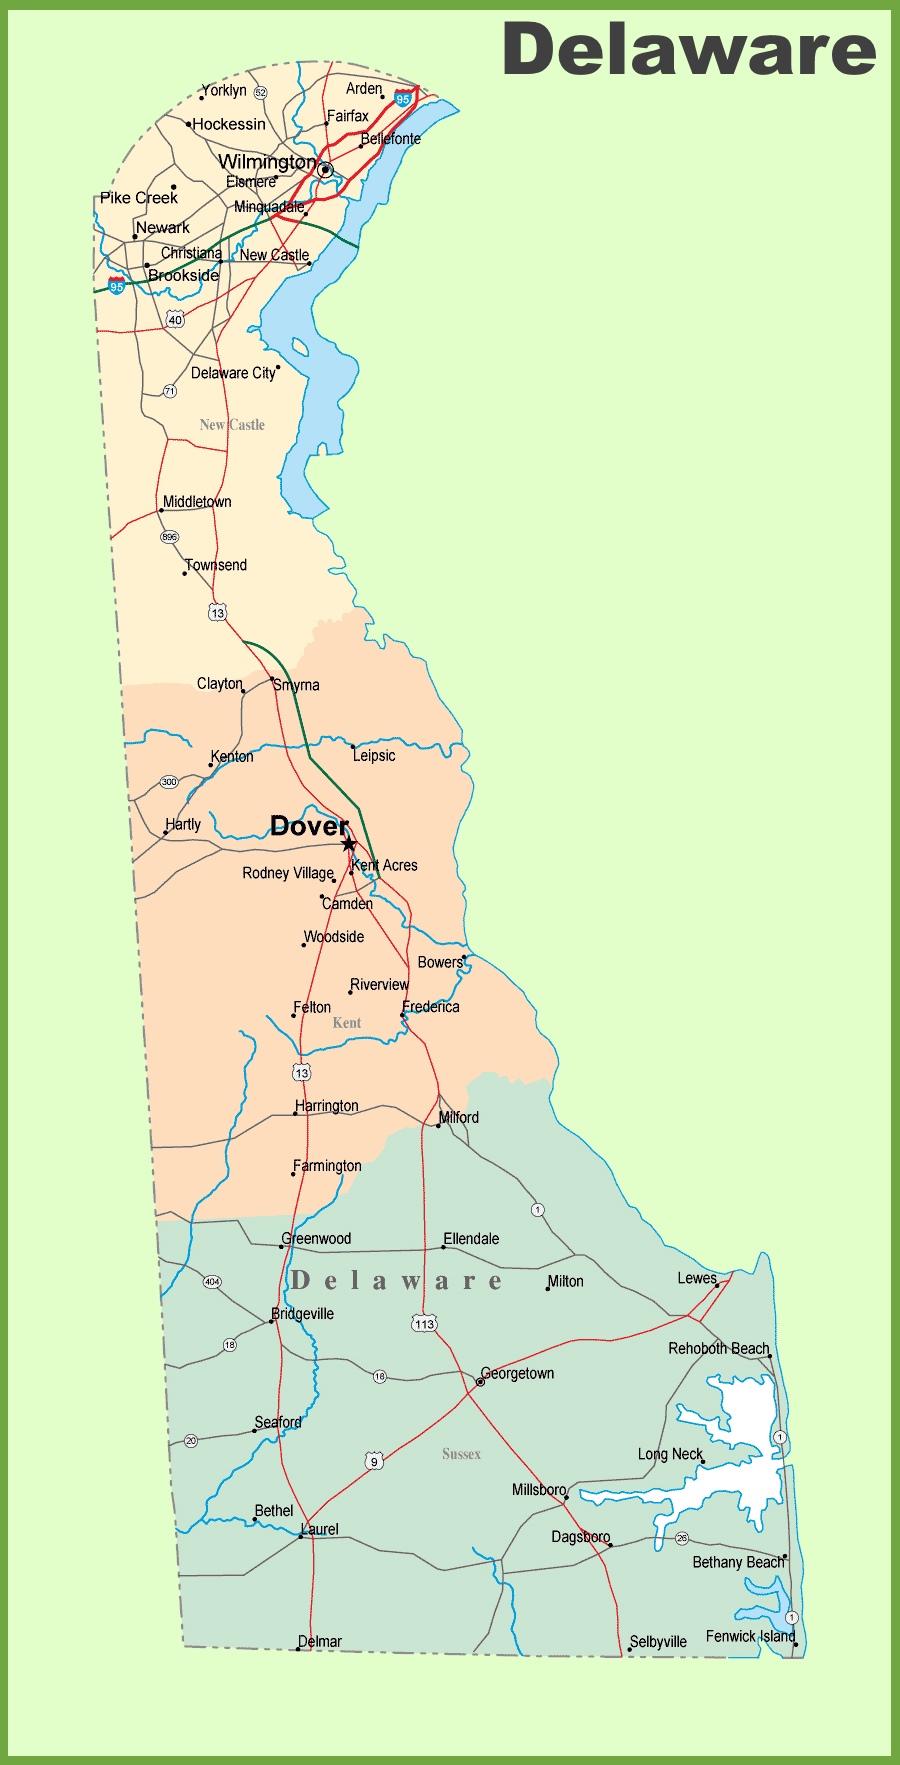 Delaware
Yorklyn
52
Arden
95
Hockessin
Fairfax
Bellefonte
Wilmington
Elsmere
Pike Creek
Minquadale
Newark
Christiana
New Castle
Brookside
95
40
Delaware City
71
New Castle
Middletown
896
Townsend
13
Clayton
Smyrna
Kenton
Leipsic
300
Hartly
Dover
Kent Acres
Rodney Village
Camden
Woodside
Bowers
Riverview
Felton
Frederica
Kent
13
Harrington
Milford
Farmington
1
Greenwood
Ellendale
404
Delaware
Milton
Lewes
Bridgeville
113
18
Rehoboth Beach
18
Georgetown
Seaford
20
1
9
Sussex
Long Neck
Millsboro
Bethel
Laurel
Dagsboro
26
Bethany Beach
1
Delmar
Selbyville
Fenwick Island